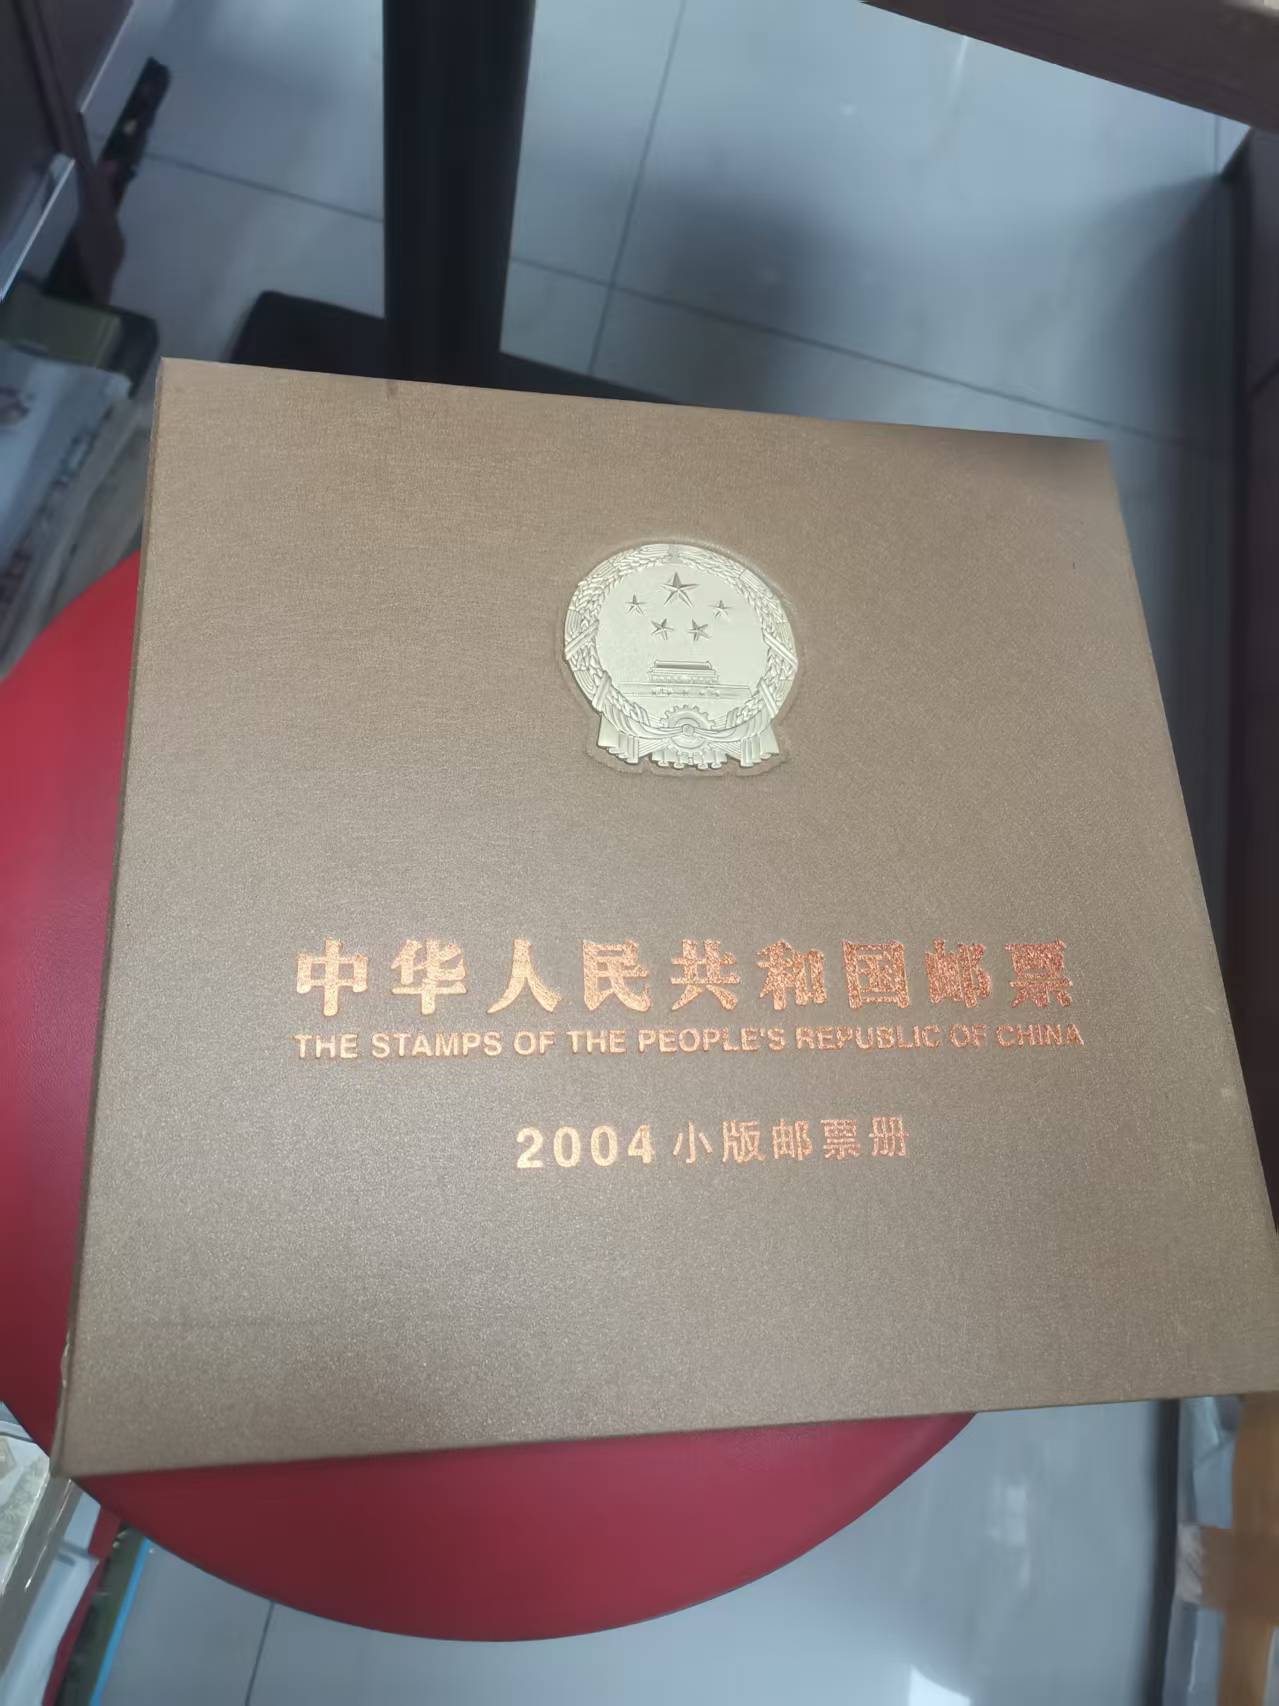 中华人民共和国邮票
THE STAMPS OF THE PEOPLE'S REPUBLIC OF CHINA
2004 小版邮票册